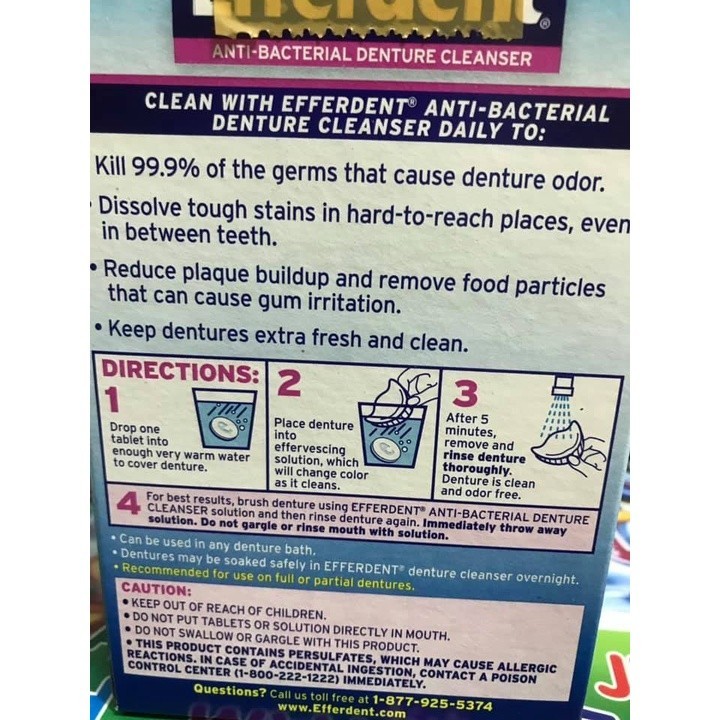 Efferdent®
ANTI-BACTERIAL DENTURE CLEANSER
CLEAN WITH EFFERDENT® ANTI-BACTERIAL
DENTURE CLEANSER DAILY TO:
Kill 99.9% of the germs that cause denture odor.
• Dissolve tough stains in hard-to-reach places, even
in between teeth.
• Reduce plaque buildup and remove food particles
that can cause gum irritation.
• Keep dentures extra fresh and clean.
DIRECTIONS:
1
Drop one
tablet into
enough very warm water
to cover denture.
2
Place denture
into
effervescing
solution, which
will change color
as it cleans.
3
After 5
minutes,
remove and
rinse denture
thoroughly.
Denture is clean
and odor free.
4
For best results, brush denture using EFFERDENT® ANTI-BACTERIAL DENTURE
CLEANSER solution and then rinse denture again. Immediately throw away
solution. Do not gargle or rinse mouth with solution.
• Can be used in any denture bath.
• Dentures may be soaked safely in EFFERDENT® denture cleanser overnight.
• Recommended for use on full or partial dentures.
CAUTION:
• KEEP OUT OF REACH OF CHILDREN.
• DO NOT PUT TABLETS OR SOLUTION DIRECTLY IN MOUTH.
• DO NOT SWALLOW OR GARGLE WITH THIS PRODUCT.
• THIS PRODUCT CONTAINS PERSULFATES, WHICH MAY CAUSE ALLERGIC
REACTIONS. IN CASE OF ACCIDENTAL INGESTION, CONTACT A POISON
CONTROL CENTER (1-800-222-1222) IMMEDIATELY.
Questions? Call us toll free at 1-877-925-5374
www.Efferdent.com